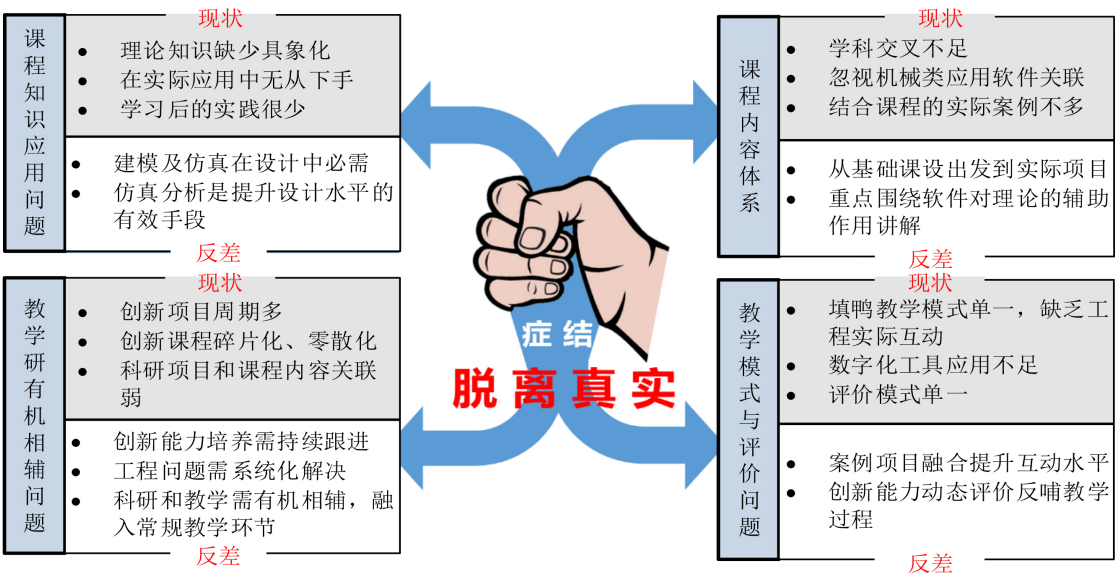 课程知识应用问题
现状
● 理论知识缺少具象化
● 在实际应用中无从下手
● 学习后的实践很少
● 建模及仿真在设计中必需
● 仿真分析是提升设计水平的
有效手段
反差
课程内容体系
现状
● 学科交叉不足
● 忽视机械类应用软件关联
● 结合课程的实际案例不多
● 从基础课设出发到实际项目
● 重点围绕软件对理论的辅助
作用讲解
反差
症结
脱离真实
教学研有机相辅问题
现状
● 创新项目周期多
● 创新课程碎片化、零散化
● 科研项目和课程内容关联
弱
● 创新能力培养需持续跟进
● 工程问题需系统化解决
● 科研和教学需有机相辅，融
入常规教学环节
反差
教学模式与评价问题
现状
● 填鸭教学模式单一，缺乏工
程实际互动
● 数字化工具应用不足
● 评价模式单一
● 案例项目融合提升互动水平
● 创新能力动态评价反哺教学
过程
反差